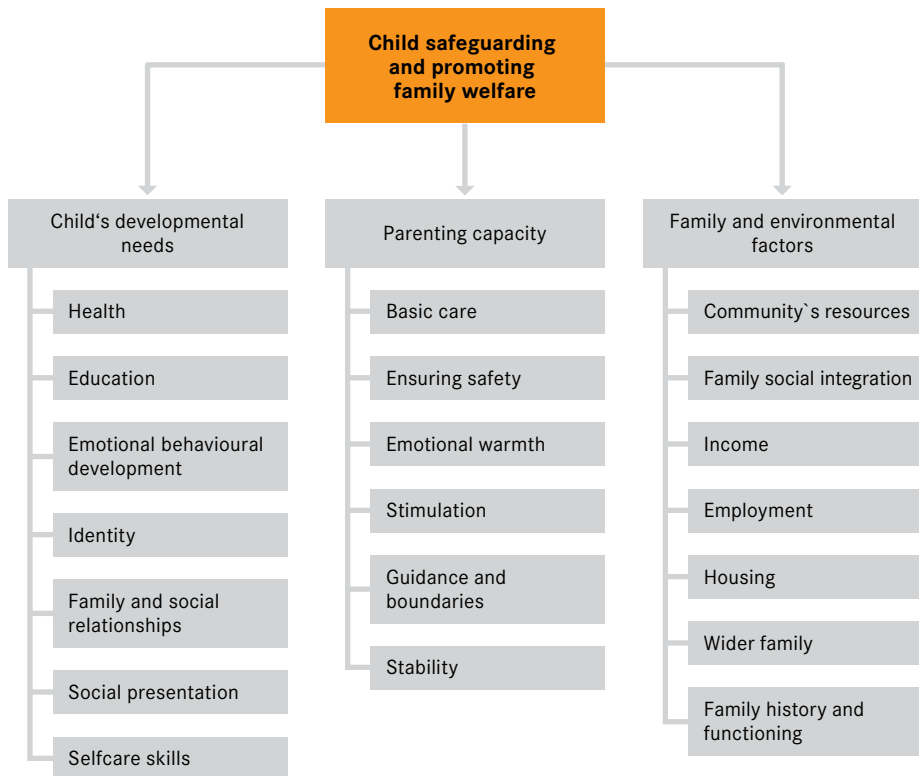 Child safeguarding
and promoting
family welfare
Child‘s developmental
needs
Health
Education
Emotional behavioural
development
Identity
Family and social
relationships
Social presentation
Selfcare skills
Parenting capacity
Basic care
Ensuring safety
Emotional warmth
Stimulation
Guidance and
boundaries
Stability
Family and environmental
factors
Community`s resources
Family social integration
Income
Employment
Housing
Wider family
Family history and
functioning